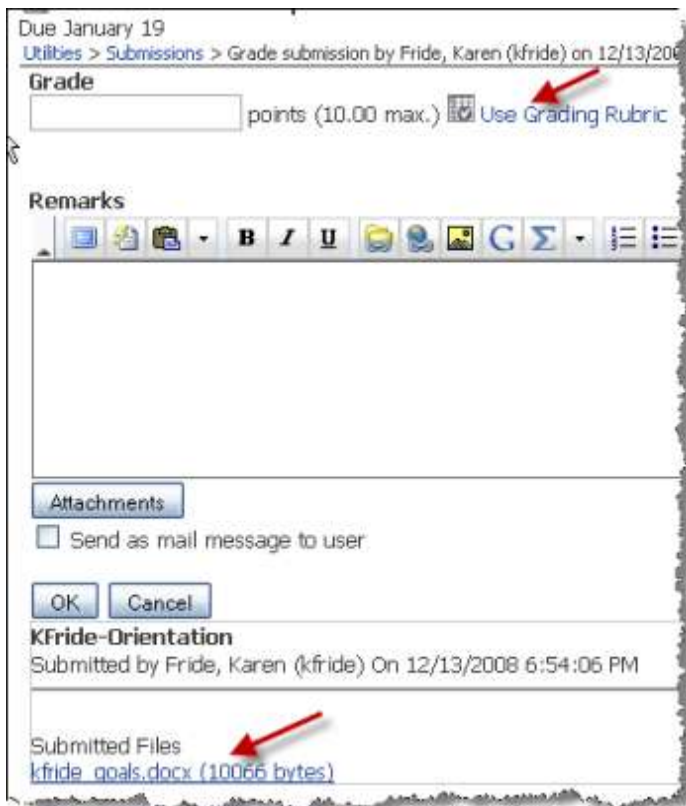 Due January 19
Utilities > Submissions > Grade submission by Fride, Karen (kfride) on 12/13/200
Grade
points (10.00 max.) Use Grading Rubric
Remarks
B I U G Σ
Attachments
Send as mail message to user
OK Cancel
KFride-Orientation
Submitted by Fride, Karen (kfride) On 12/13/2008 6:54:06 PM
Submitted Files
kfride_goals.docx (10066 bytes)